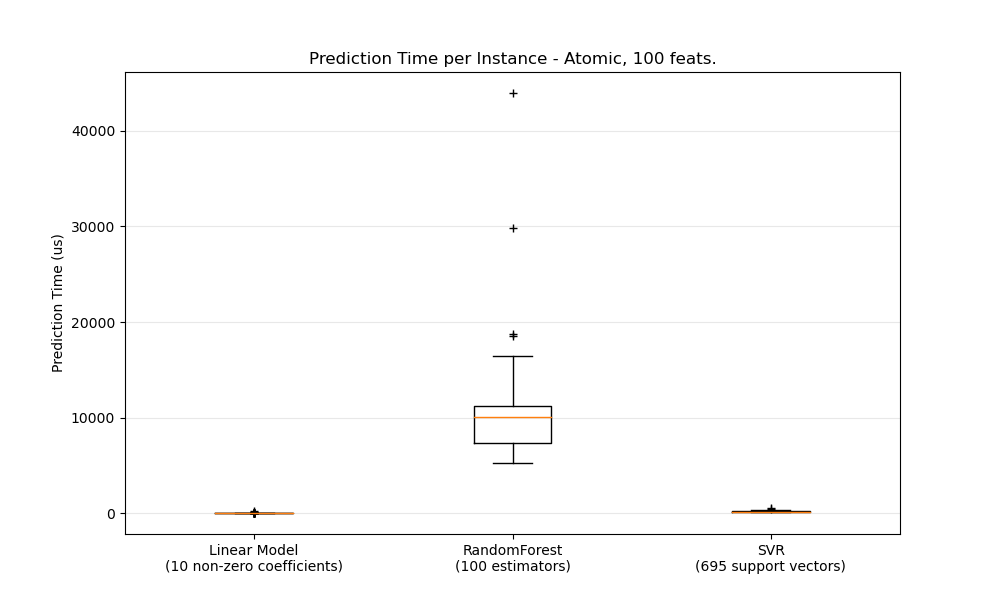 Prediction Time per Instance - Atomic, 100 feats.
Prediction Time (us)
40000
30000
20000
10000
0
Linear Model
(10 non-zero coefficients)
RandomForest
(100 estimators)
SVR
(695 support vectors)